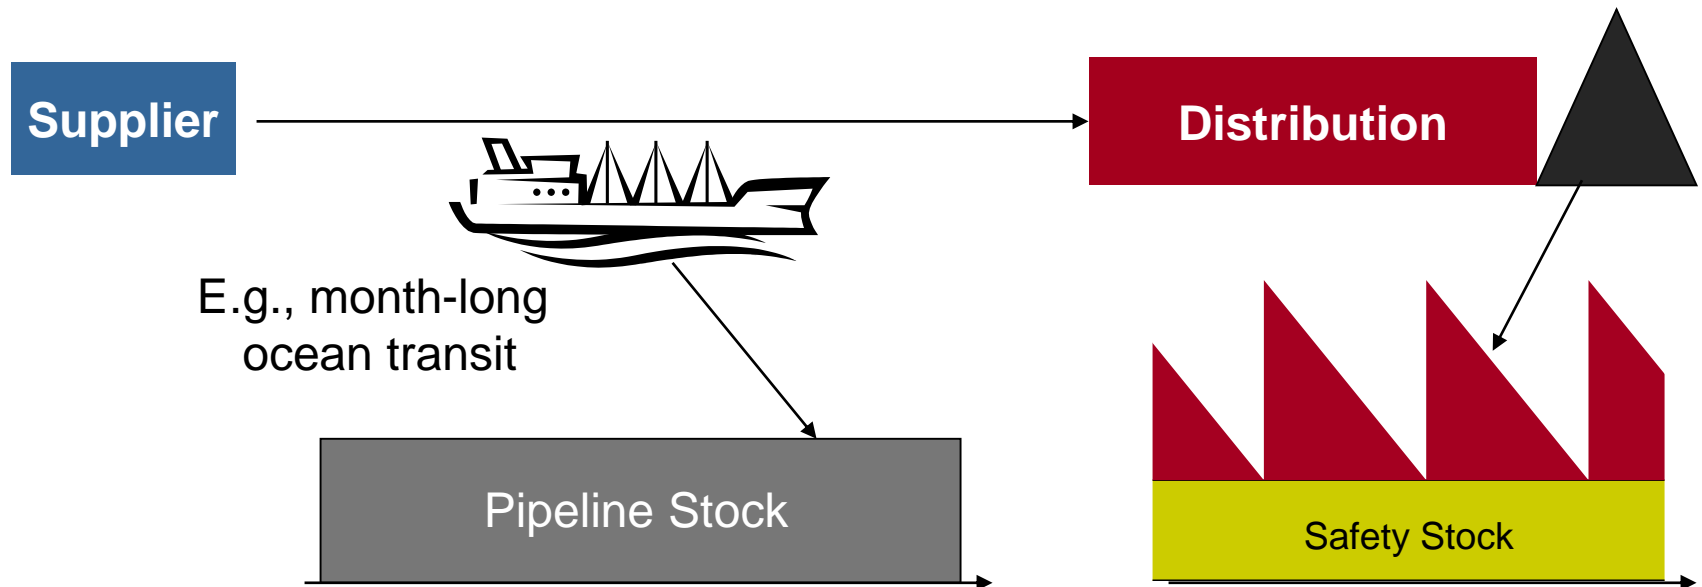 Supplier
Distribution
E.g., month-long
ocean transit
Pipeline Stock
Safety Stock